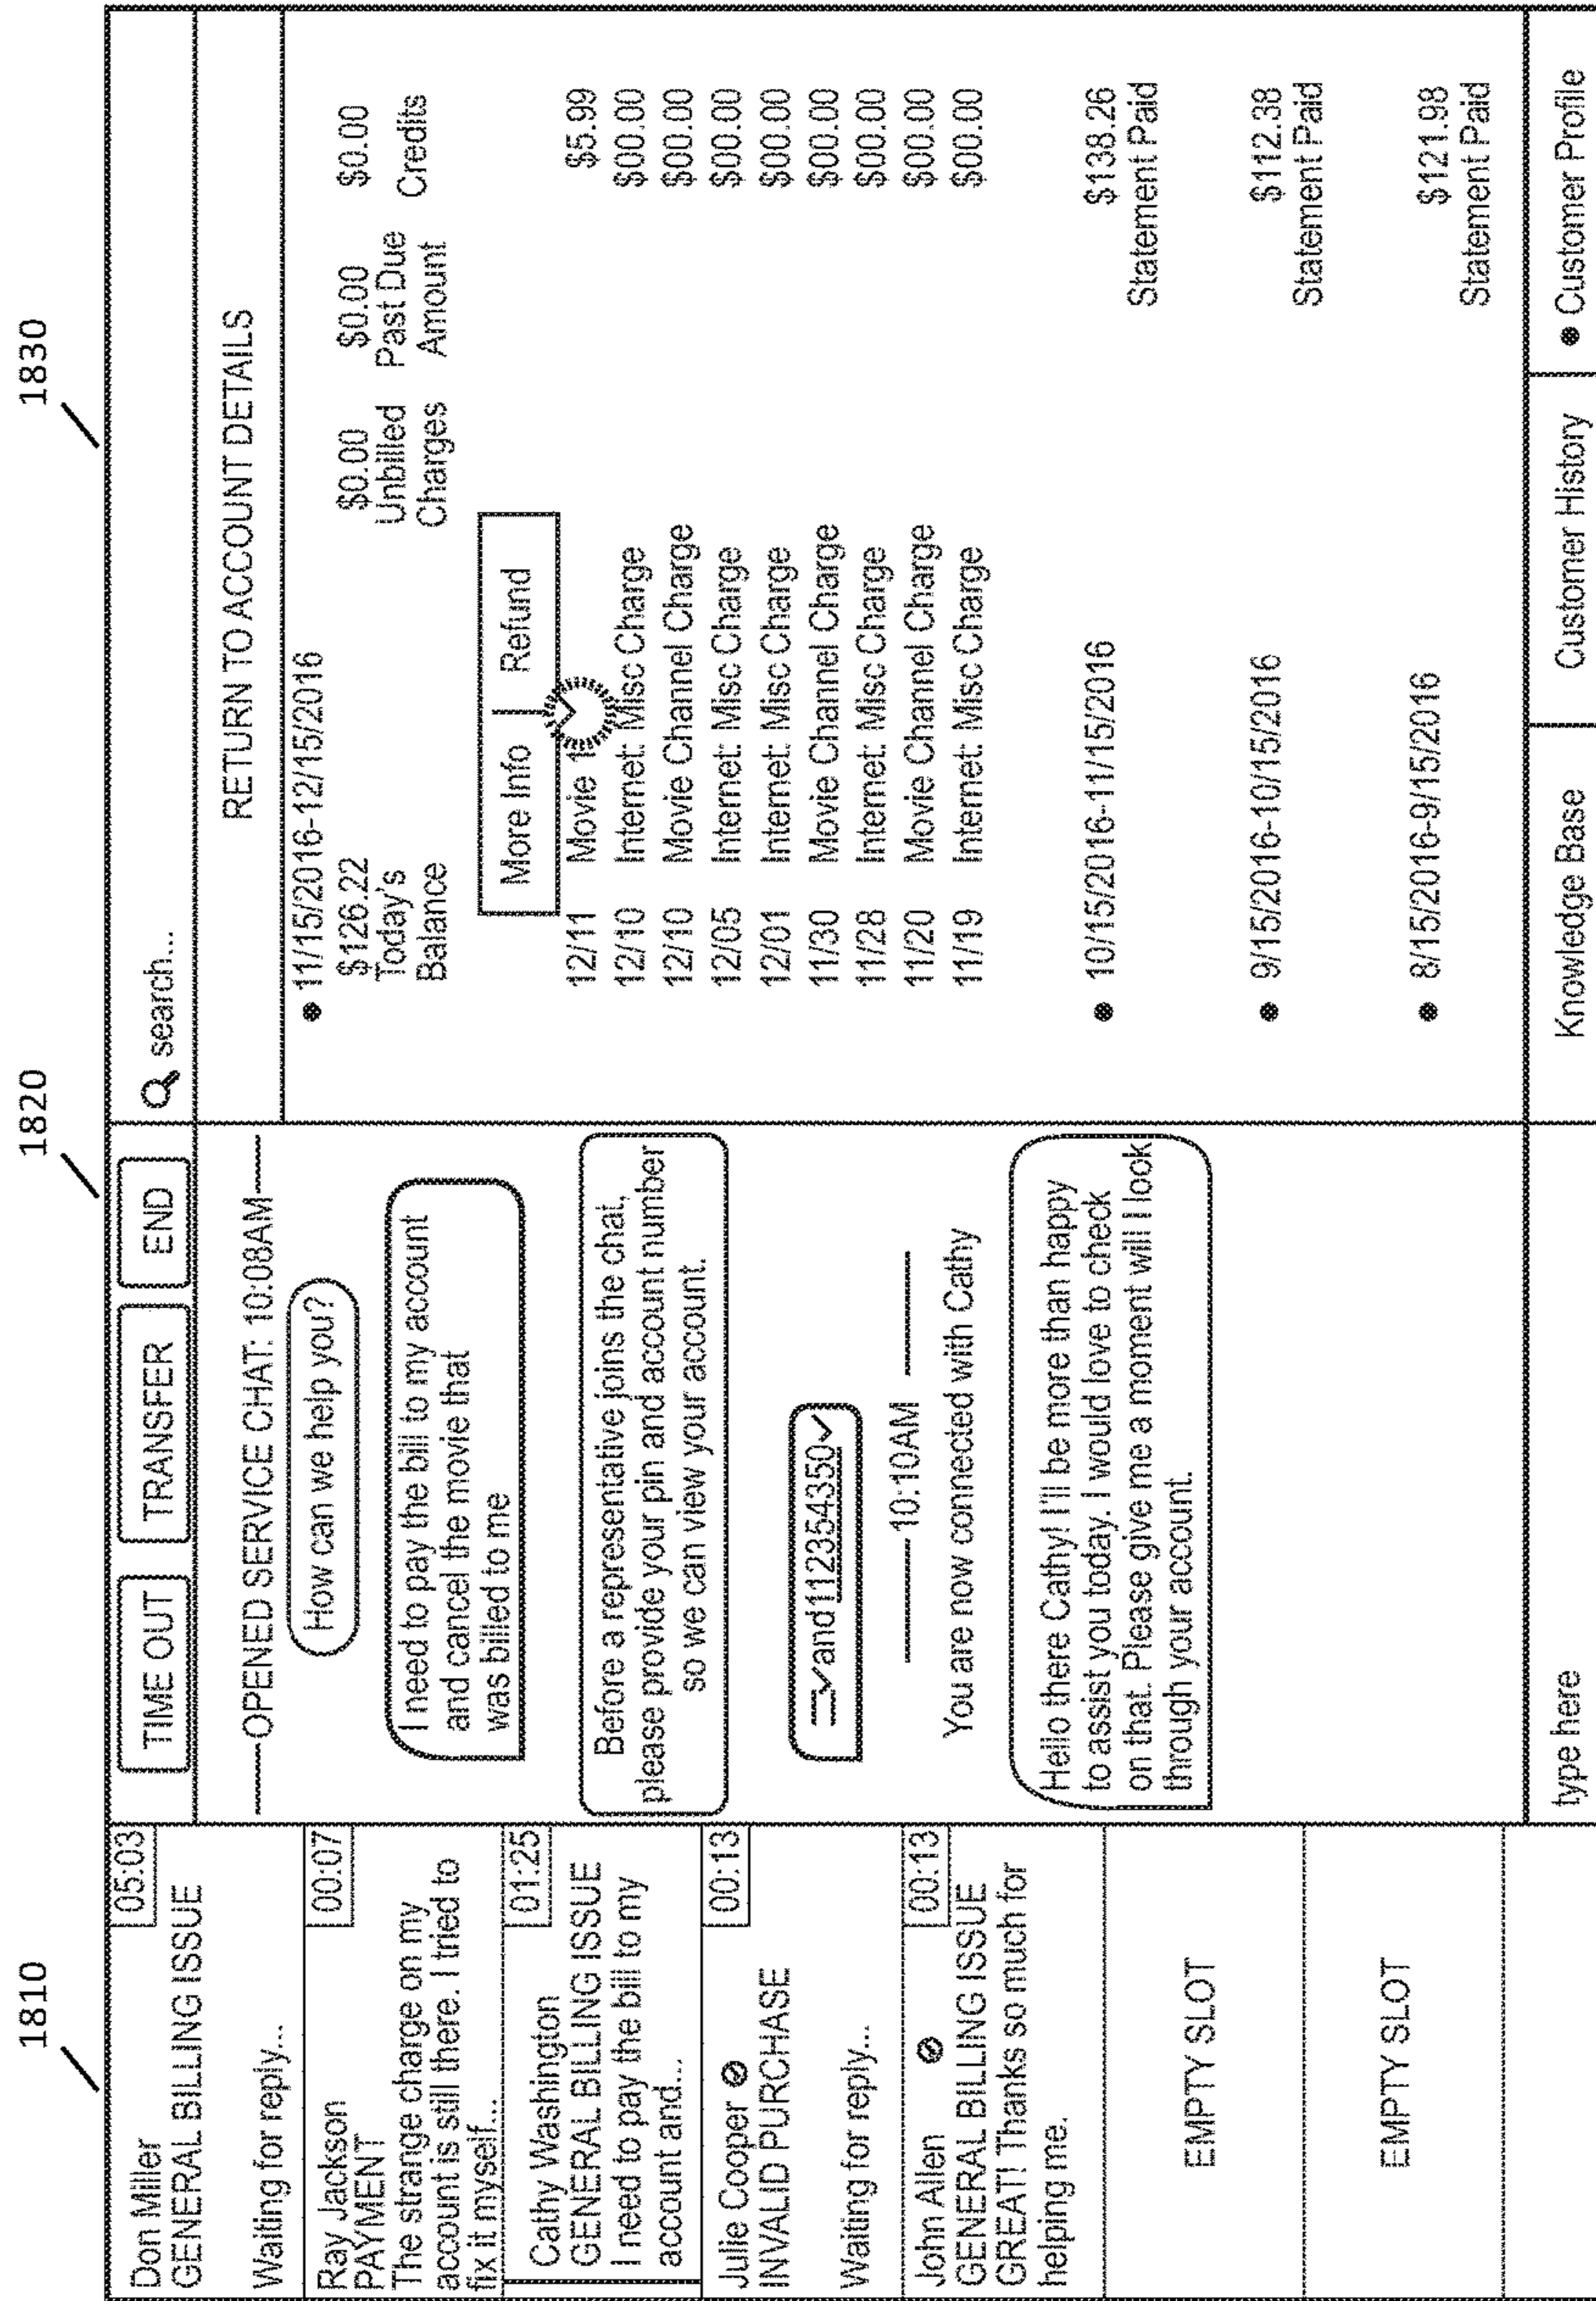 1810
1820
1830
Don Miller
05:03
GENERAL BILLING ISSUE
Waiting for reply...
Ray Jackson
00:07
PAYMENT
The strange charge on my
account is still there. I tried to
fix it myself...
Cathy Washington
01:25
GENERAL BILLING ISSUE
I need to pay the bill to my
account and...
Julie Cooper
00:13
INVALID PURCHASE
Waiting for reply...
John Allen
00:13
GENERAL BILLING ISSUE
GREAT! Thanks so much for
helping me.
EMPTY SLOT
EMPTY SLOT
TIME OUT
TRANSFER
END
OPENED SERVICE CHAT: 10:08AM
How can we help you?
I need to pay the bill to my account
and cancel the movie that
was billed to me
Before a representative joins the chat,
please provide your pin and account number
so we can view your account.
and112354350
10:10AM
You are now connected with Cathy
Hello there Cathy! I'll be more than happy
to assist you today. I would love to check
on that. Please give me a moment will I look
through your account.
type here
search...
RETURN TO ACCOUNT DETAILS
• 11/15/2016-12/15/2016
$126.22 $0.00 $0.00 $0.00
Today's Unbilled Past Due Credits
Balance Charges Amount
More Info | Refund
12/11 Movie 1 $5.99
12/10 Internet: Misc Charge $00.00
12/10 Movie Channel Charge $00.00
12/05 Internet: Misc Charge $00.00
12/01 Internet: Misc Charge $00.00
11/30 Movie Channel Charge $00.00
11/28 Internet: Misc Charge $00.00
11/20 Movie Channel Charge $00.00
11/19 Internet: Misc Charge $00.00
• 10/15/2016-11/15/2016 $138.26
Statement Paid
• 9/15/2016-10/15/2016 $112.38
Statement Paid
• 8/15/2016-9/15/2016 $121.98
Statement Paid
Knowledge Base
Customer History
• Customer Profile